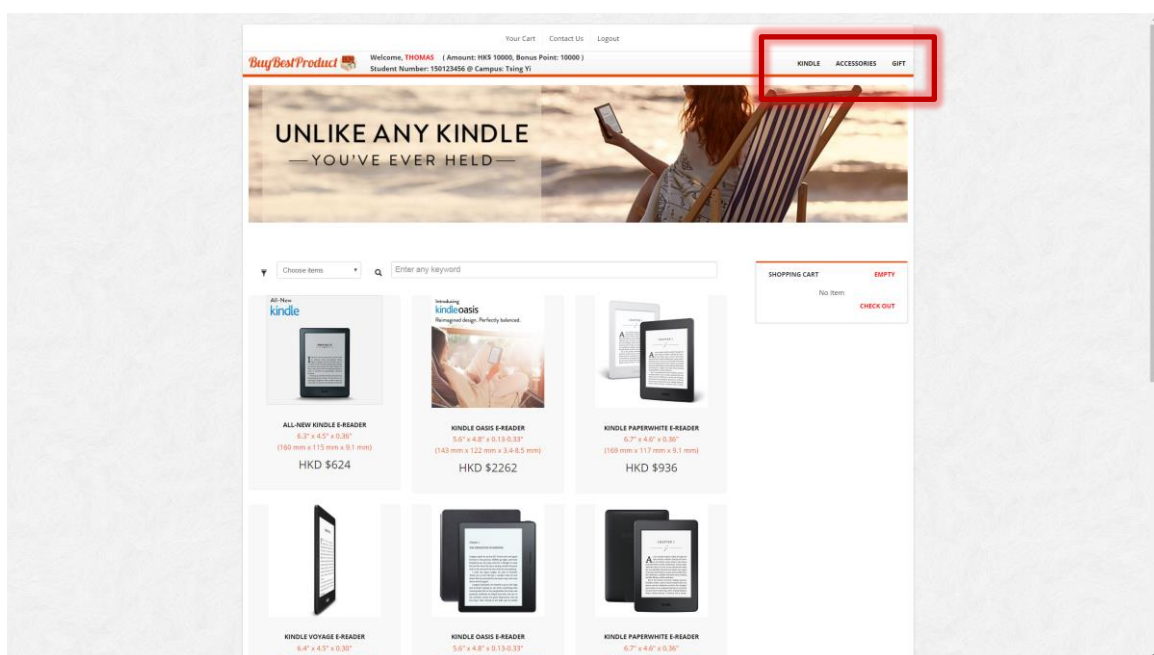 Your Cart Contact Us Logout
BuyBestProduct
Welcome, THOMAS ( Amount: HK$ 10000, Bonus Point: 10000 )
Student Number: 150123456 @ Campus: Tsing Yi
KINDLE ACCESSORIES GIFT
UNLIKE ANY KINDLE
—YOU'VE EVER HELD—
Choose items
Enter any keyword
SHOPPING CART EMPTY
No Item
CHECK OUT
All-New
kindle
Introducing
kindleoasis
Reimagined design. Perfectly balanced.
ALL-NEW KINDLE E-READER
6.3" x 4.5" x 0.36"
(160 mm x 115 mm x 9.1 mm)
HKD $624
KINDLE OASIS E-READER
5.6" x 4.8" x 0.13-0.33"
(143 mm x 122 mm x 3.4-8.5 mm)
HKD $2262
KINDLE PAPERWHITE E-READER
6.7" x 4.6" x 0.36"
(169 mm x 117 mm x 9.1 mm)
HKD $936
KINDLE VOYAGE E-READER
6.4" x 4.5" x 0.30"
KINDLE OASIS E-READER
5.6" x 4.8" x 0.13-0.33"
KINDLE PAPERWHITE E-READER
6.7" x 4.6" x 0.36"